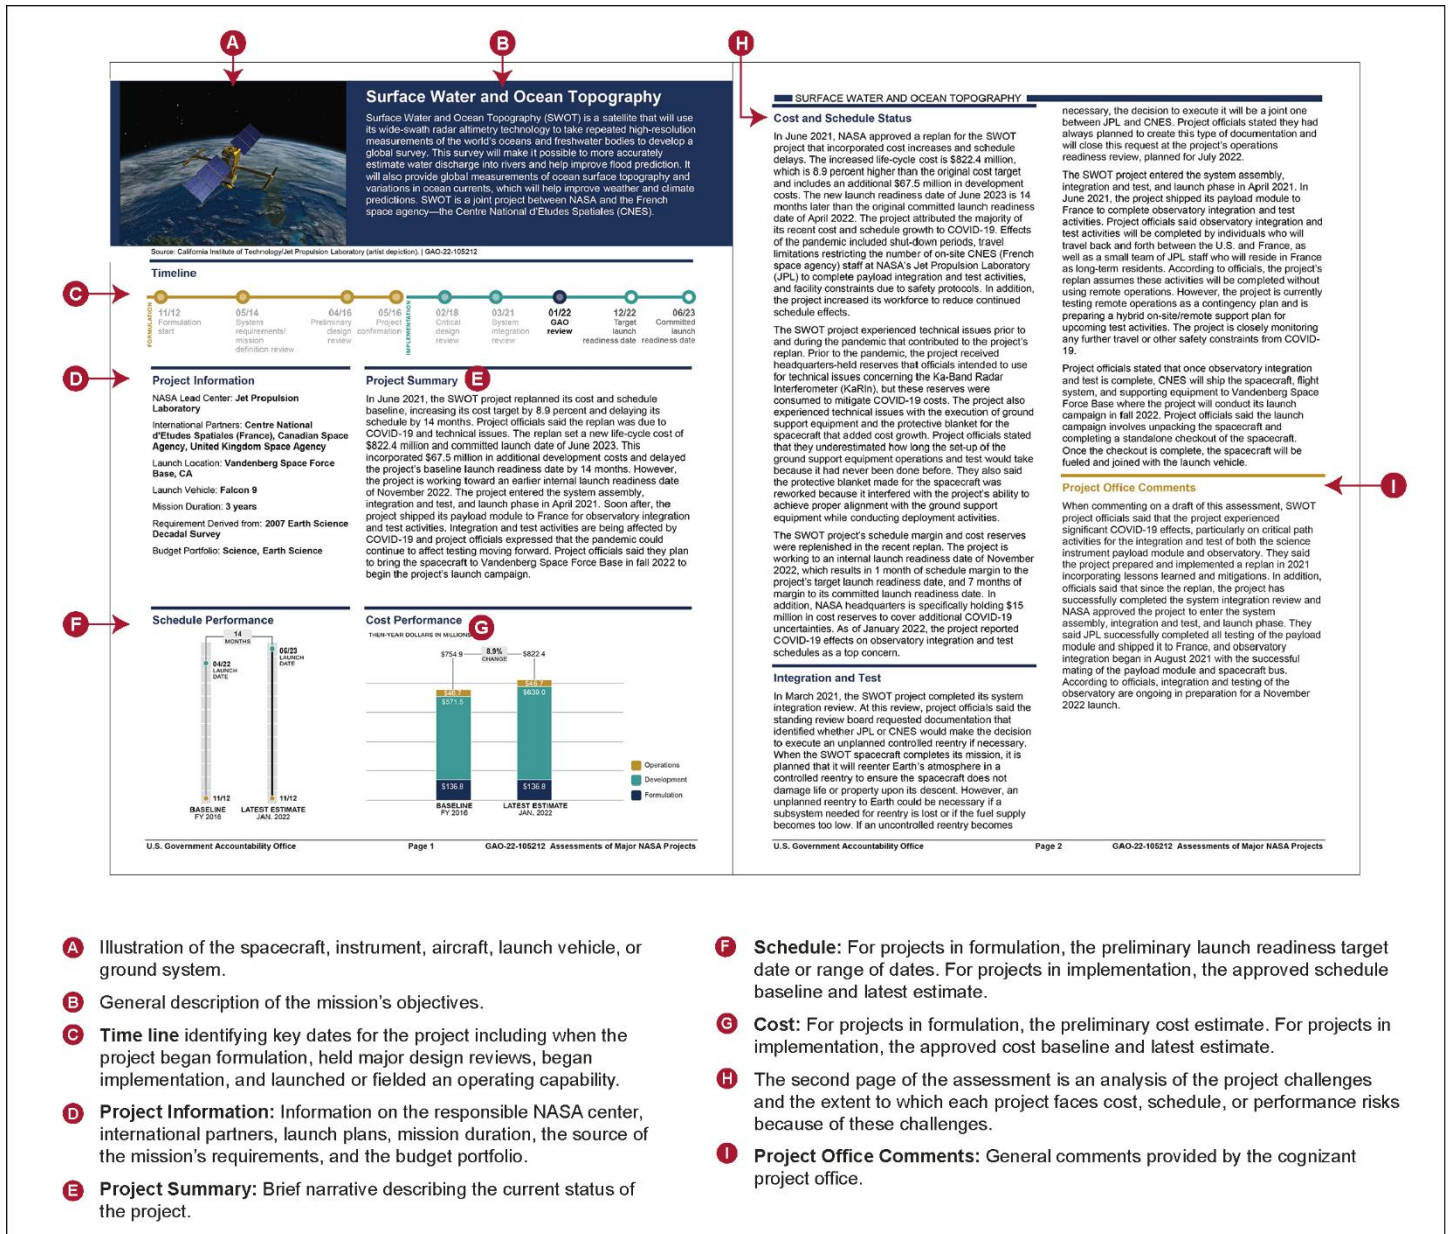 A
B
H
Surface Water and Ocean Topography
Surface Water and Ocean Topography (SWOT) is a satellite that will use
its wide-swath radar altimetry technology to take repeated high-resolution
measurements of the world's oceans and freshwater bodies to develop a
global survey. This survey will make it possible to more accurately
estimate water discharge into rivers and help improve flood prediction. It
will also provide global measurements of ocean surface topography and
variations in ocean currents, which will help improve weather and climate
predictions. SWOT is a joint project between NASA and the French
space agency—the Centre National d'Etudes Spatiales (CNES).
Source: California Institute of Technology/Jet Propulsion Laboratory (artist depiction). | GAO-22-105212
C
Timeline
FORMULATION
IMPLEMENTATION
11/12
Formulation
start
05/14
System
requirements/
mission
definition review
04/16
Preliminary
design
review
05/16
Project
confirmation
02/18
Critical
design
review
03/21
System
integration
review
01/22
GAO
review
12/22
Target
launch
readiness date
06/23
Committed
launch
readiness date
D
Project Information
NASA Lead Center: Jet Propulsion
Laboratory
International Partners: Centre National
d'Etudes Spatiales (France), Canadian Space
Agency, United Kingdom Space Agency
Launch Location: Vandenberg Space Force
Base, CA
Launch Vehicle: Falcon 9
Mission Duration: 3 years
Requirement Derived from: 2007 Earth Science
Decadal Survey
Budget Portfolio: Science, Earth Science
Project Summary
E
In June 2021, the SWOT project replanned its cost and schedule
baseline, increasing its cost target by 8.9 percent and delaying its
schedule by 14 months. Project officials said the replan was due to
COVID-19 and technical issues. The replan set a new life-cycle cost of
$822.4 million and committed launch date of June 2023. This
incorporated $67.5 million in additional development costs and delayed
the project's baseline launch readiness date by 14 months. However,
the project is working toward an earlier internal launch readiness date
of November 2022. The project entered the system assembly,
integration and test, and launch phase in April 2021. Soon after, the
project shipped its payload module to France for observatory integration
and test activities. Integration and test activities are being affected by
COVID-19 and project officials expressed that the pandemic could
continue to affect testing moving forward. Project officials said they plan
to bring the spacecraft to Vandenberg Space Force Base in fall 2022 to
begin the project's launch campaign.
F
Schedule Performance
14
MONTHS
04/22
LAUNCH
DATE
06/23
LAUNCH
DATE
11/12
11/12
BASELINE
FY 2016
LATEST ESTIMATE
JAN. 2022
Cost Performance
G
THEN-YEAR DOLLARS IN MILLIONS
$754.9
8.9%
CHANGE
$822.4
$46.7
$571.5
$136.8
$46.7
$639.0
$136.8
BASELINE
FY 2016
LATEST ESTIMATE
JAN. 2022
Operations
Development
Formulation
U.S. Government Accountability Office
Page 1
GAO-22-105212 Assessments of Major NASA Projects
SURFACE WATER AND OCEAN TOPOGRAPHY
Cost and Schedule Status
In June 2021, NASA approved a replan for the SWOT
project that incorporated cost increases and schedule
delays. The increased life-cycle cost is $822.4 million,
which is 8.9 percent higher than the original cost target
and includes an additional $67.5 million in development
costs. The new launch readiness date of June 2023 is 14
months later than the original committed launch readiness
date of April 2022. The project attributed the majority of
its recent cost and schedule growth to COVID-19. Effects
of the pandemic included shut-down periods, travel
limitations restricting the number of on-site CNES (French
space agency) staff at NASA's Jet Propulsion Laboratory
(JPL) to complete payload integration and test activities,
and facility constraints due to safety protocols. In addition,
the project increased its workforce to reduce continued
schedule effects.
The SWOT project experienced technical issues prior to
and during the pandemic that contributed to the project's
replan. Prior to the pandemic, the project received
headquarters-held reserves that officials intended to use
for technical issues concerning the Ka-Band Radar
Interferometer (KaRIn), but these reserves were
consumed to mitigate COVID-19 costs. The project also
experienced technical issues with the execution of ground
support equipment and the protective blanket for the
spacecraft that added cost growth. Project officials stated
that they underestimated how long the set-up of the
ground support equipment operations and test would take
because it had never been done before. They also said
the protective blanket made for the spacecraft was
reworked because it interfered with the project's ability to
achieve proper alignment with the ground support
equipment while conducting deployment activities.
The SWOT project's schedule margin and cost reserves
were replenished in the recent replan. The project is
working to an internal launch readiness date of November
2022, which results in 1 month of schedule margin to the
project's target launch readiness date, and 7 months of
margin to its committed launch readiness date. In
addition, NASA headquarters is specifically holding $15
million in cost reserves to cover additional COVID-19
uncertainties. As of January 2022, the project reported
COVID-19 effects on observatory integration and test
schedules as a top concern.
Integration and Test
In March 2021, the SWOT project completed its system
integration review. At this review, project officials said the
standing review board requested documentation that
identified whether JPL or CNES would make the decision
to execute an unplanned controlled reentry if necessary.
When the SWOT spacecraft completes its mission, it is
planned that it will reenter Earth's atmosphere in a
controlled reentry to ensure the spacecraft does not
damage life or property upon its descent. However, an
unplanned reentry to Earth could be necessary if a
subsystem needed for reentry is lost or if the fuel supply
becomes too low. If an uncontrolled reentry becomes
necessary, the decision to execute it will be a joint one
between JPL and CNES. Project officials stated they had
always planned to create this type of documentation and
will close this request at the project's operations
readiness review, planned for July 2022.
The SWOT project entered the system assembly,
integration and test, and launch phase in April 2021. In
June 2021, the project shipped its payload module to
France to complete observatory integration and test
activities. Project officials said observatory integration and
test activities will be completed by individuals who will
travel back and forth between the U.S. and France, as
well as a small team of JPL staff who will reside in France
as long-term residents. According to officials, the project's
replan assumes these activities will be completed without
using remote operations. However, the project is currently
testing remote operations as a contingency plan and is
preparing a hybrid on-site/remote support plan for
upcoming test activities. The project is closely monitoring
any further travel or other safety constraints from COVID-
19.
Project officials stated that once observatory integration
and test is complete, CNES will ship the spacecraft, flight
system, and supporting equipment to Vandenberg Space
Force Base where the project will conduct its launch
campaign in fall 2022. Project officials said the launch
campaign involves unpacking the spacecraft and
completing a standalone checkout of the spacecraft.
Once the checkout is complete, the spacecraft will be
fueled and joined with the launch vehicle.
Project Office Comments
I
When commenting on a draft of this assessment, SWOT
project officials said that the project experienced
significant COVID-19 effects, particularly on critical path
activities for the integration and test of both the science
instrument payload module and observatory. They said
the project prepared and implemented a replan in 2021
incorporating lessons learned and mitigations. In addition,
officials said that since the replan, the project has
successfully completed the system integration review and
NASA approved the project to enter the system
assembly, integration and test, and launch phase. They
said JPL successfully completed all testing of the payload
module and shipped it to France, and observatory
integration began in August 2021 with the successful
mating of the payload module and spacecraft bus.
According to officials, integration and testing of the
observatory are ongoing in preparation for a November
2022 launch.
U.S. Government Accountability Office
Page 2
GAO-22-105212 Assessments of Major NASA Projects
A Illustration of the spacecraft, instrument, aircraft, launch vehicle, or
ground system.
B General description of the mission's objectives.
C Time line identifying key dates for the project including when the
project began formulation, held major design reviews, began
implementation, and launched or fielded an operating capability.
D Project Information: Information on the responsible NASA center,
international partners, launch plans, mission duration, the source of
the mission's requirements, and the budget portfolio.
E Project Summary: Brief narrative describing the current status of
the project.
F Schedule: For projects in formulation, the preliminary launch readiness target
date or range of dates. For projects in implementation, the approved schedule
baseline and latest estimate.
G Cost: For projects in formulation, the preliminary cost estimate. For projects in
implementation, the approved cost baseline and latest estimate.
H The second page of the assessment is an analysis of the project challenges
and the extent to which each project faces cost, schedule, or performance risks
because of these challenges.
I Project Office Comments: General comments provided by the cognizant
project office.